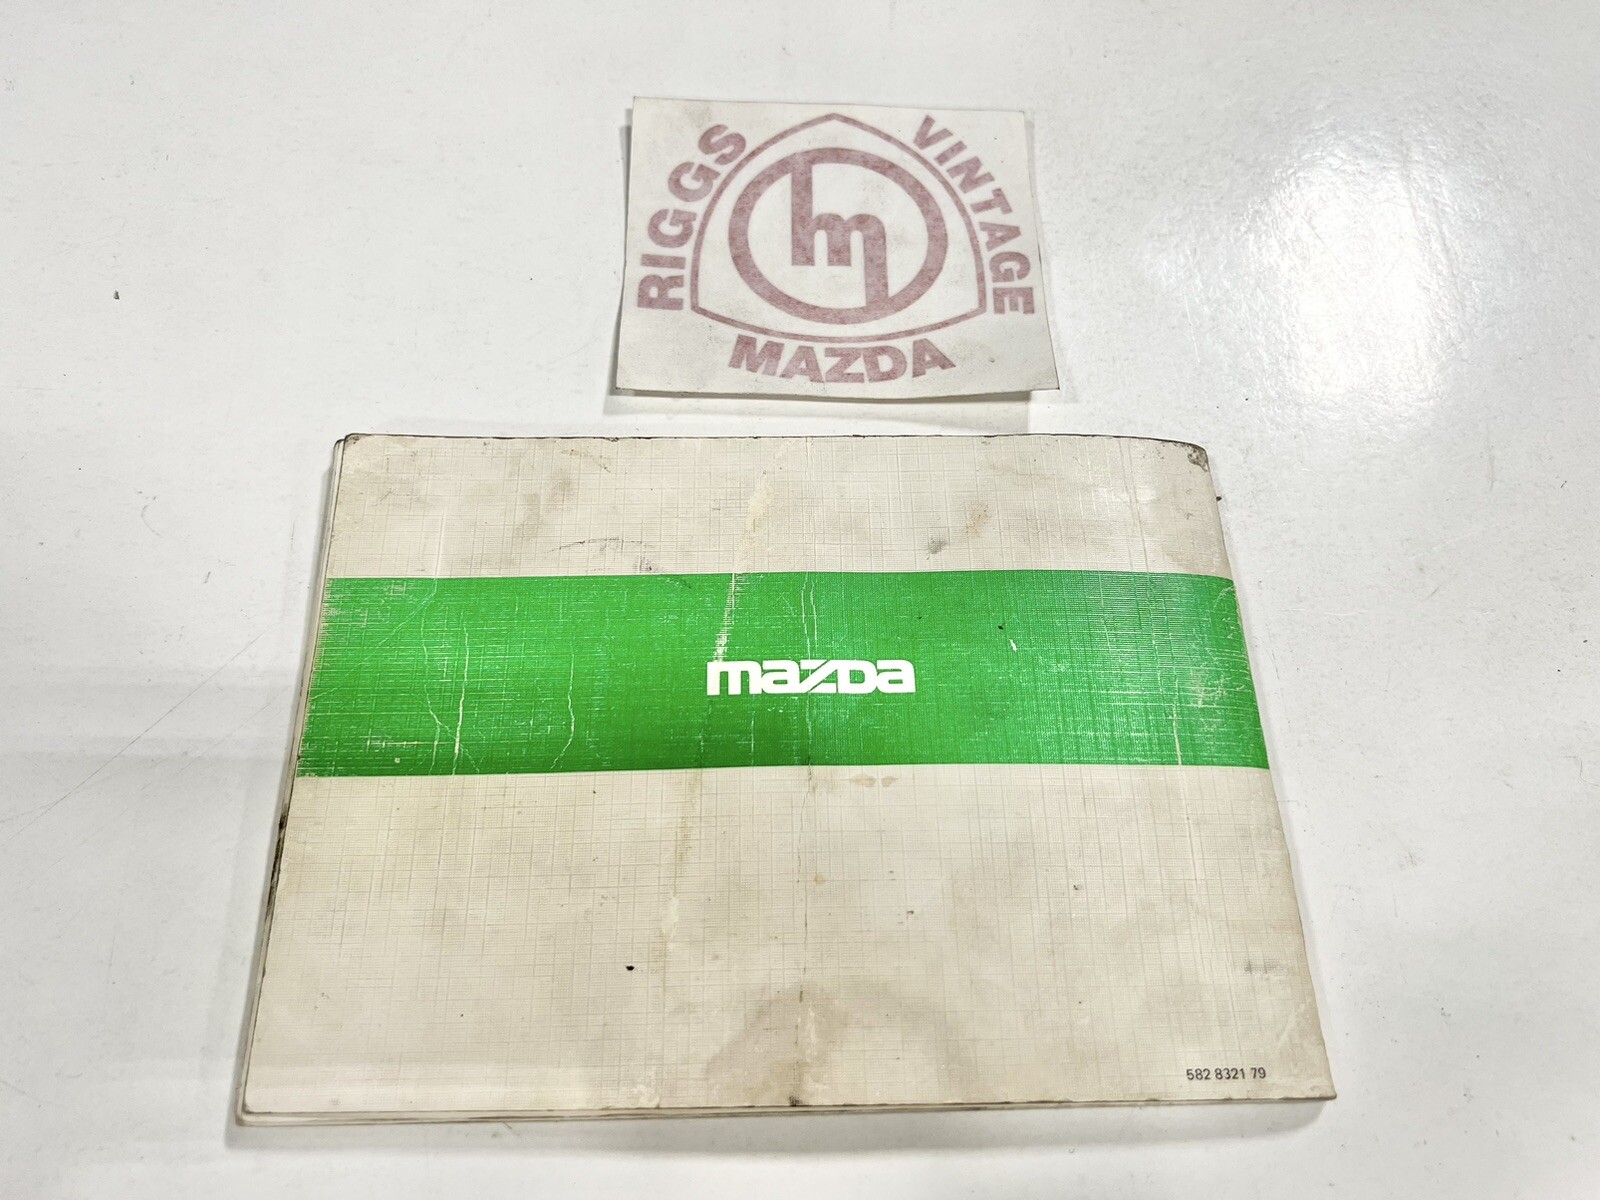 RIGGS VINTAGE
m
MAZDA
mazda
582 8321 79